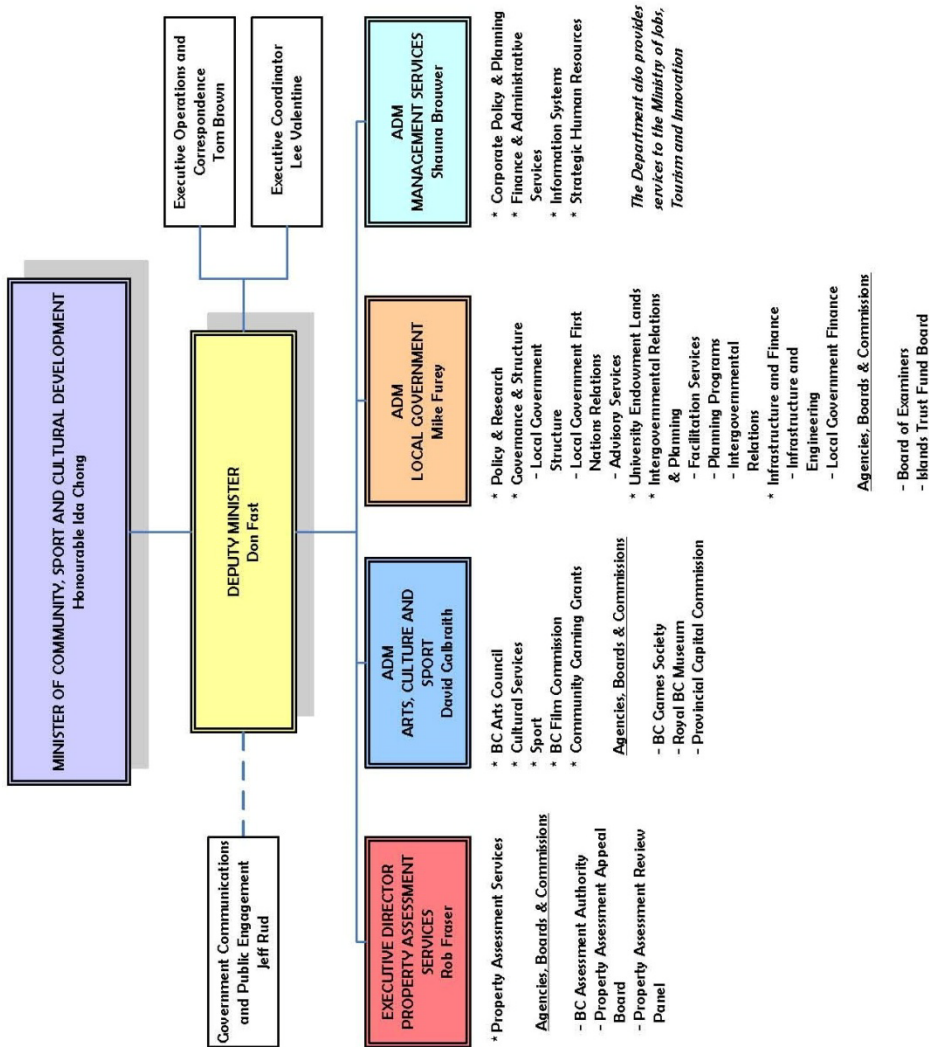 MINISTER OF COMMUNITY, SPORT AND CULTURAL DEVELOPMENT
Honourable Ida Chong
Government Communications
and Public Engagement
Jeff Rud
DEPUTY MINISTER
Don Fast
Executive Operations and
Correspondence
Tom Brown
Executive Coordinator
Lee Valentine
EXECUTIVE DIRECTOR
PROPERTY ASSESSMENT
SERVICES
Rob Fraser
* Property Assessment Services
Agencies, Boards & Commissions
- BC Assessment Authority
- Property Assessment Appeal
Board
- Property Assessment Review
Panel
ADM
ARTS, CULTURE AND
SPORT
David Galbraith
* BC Arts Council
* Cultural Services
* Sport
* BC Film Commission
* Community Gaming Grants
Agencies, Boards & Commissions
- BC Games Society
- Royal BC Museum
- Provincial Capital Commission
ADM
LOCAL GOVERNMENT
Mike Furey
* Policy & Research
* Governance & Structure
- Local Government
Structure
- Local Government First
Nations Relations
- Advisory Services
* University Endowment Lands
* Intergovernmental Relations
& Planning
- Facilitation Services
- Planning Programs
- Intergovernmental
Relations
* Infrastructure and Finance
- Infrastructure and
Engineering
- Local Government Finance
Agencies, Boards & Commissions
- Board of Examiners
- Islands Trust Fund Board
ADM
MANAGEMENT SERVICES
Shauna Brouwer
* Corporate Policy & Planning
* Finance & Administrative
Services
* Information Systems
* Strategic Human Resources
The Department also provides
services to the Ministry of Jobs,
Tourism and Innovation